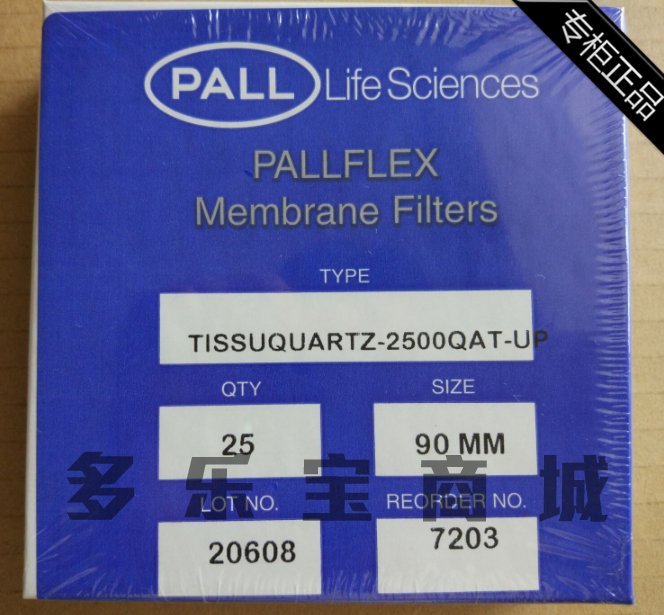 专柜正品
PALL Life Sciences
PALLFLEX
Membrane Filters
TYPE
TISSUQUARTZ-2500QAT-UP
QTY SIZE
25 90 MM
多乐宝商城
LOT NO. REORDER NO.
20608 7203